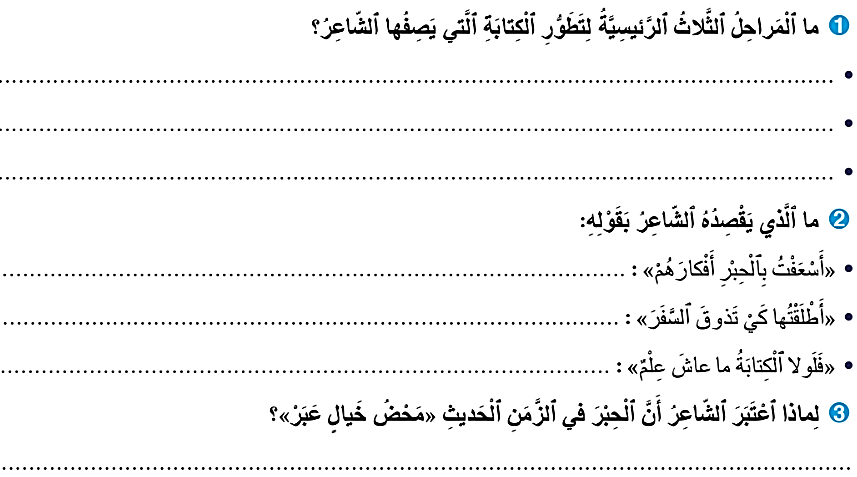 1 ما ٱلْمَراحِلُ ٱلثَّلاثُ ٱلرَّئيسِيَّةُ لِتَطَوُّرِ ٱلْكِتابَةِ ٱلَّتي يَصِفُها ٱلشّاعِرُ؟
• ........................................................................
• ........................................................................
• ........................................................................
2 ما ٱلَّذي يَقْصِدُهُ ٱلشّاعِرُ بَقَوْلِهِ:
• «أَسْعَفْتُ بِٱلْحِبْرِ أَفْكارَهُمْ» : ........................................................................
• «أَطْلَقْتُها كَيْ تَذوقَ ٱلسَّفَرَ» : ........................................................................
• «فَلَولا ٱلْكِتابَةُ ما عاشَ عِلْمٌ» : ........................................................................
3 لِماذا ٱعْتَبَرَ ٱلشّاعِرُ أَنَّ ٱلْحِبْرَ في ٱلزَّمَنِ ٱلْحَديثِ «مَحْضُ خَيالٍ عَبَرْ»؟
........................................................................